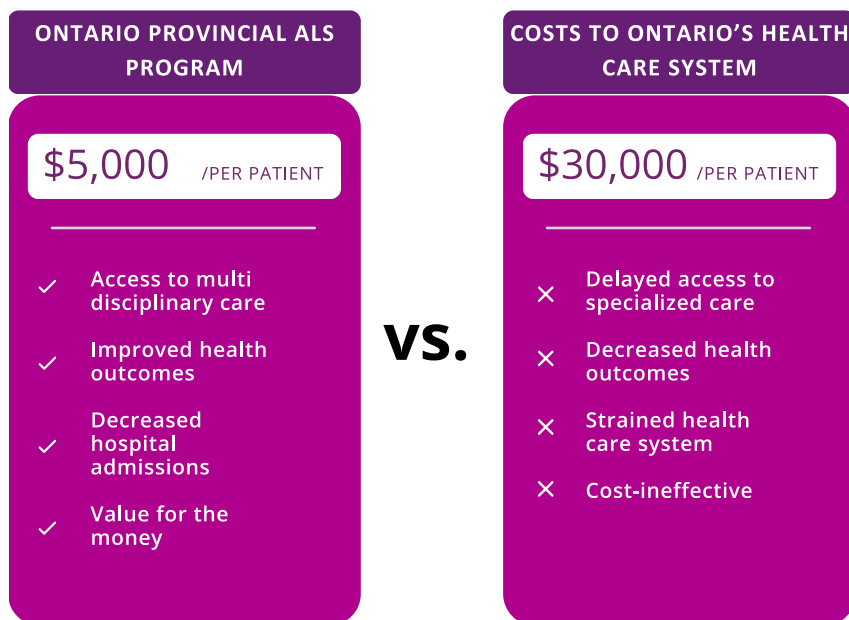 ONTARIO PROVINCIAL ALS
PROGRAM
$5,000 /PER PATIENT
Access to multi
disciplinary care
Improved health
outcomes
Decreased
hospital
admissions
Value for the
money
vs.
COSTS TO ONTARIO'S HEALTH
CARE SYSTEM
$30,000 /PER PATIENT
Delayed access to
specialized care
Decreased health
outcomes
Strained health
care system
Cost-ineffective